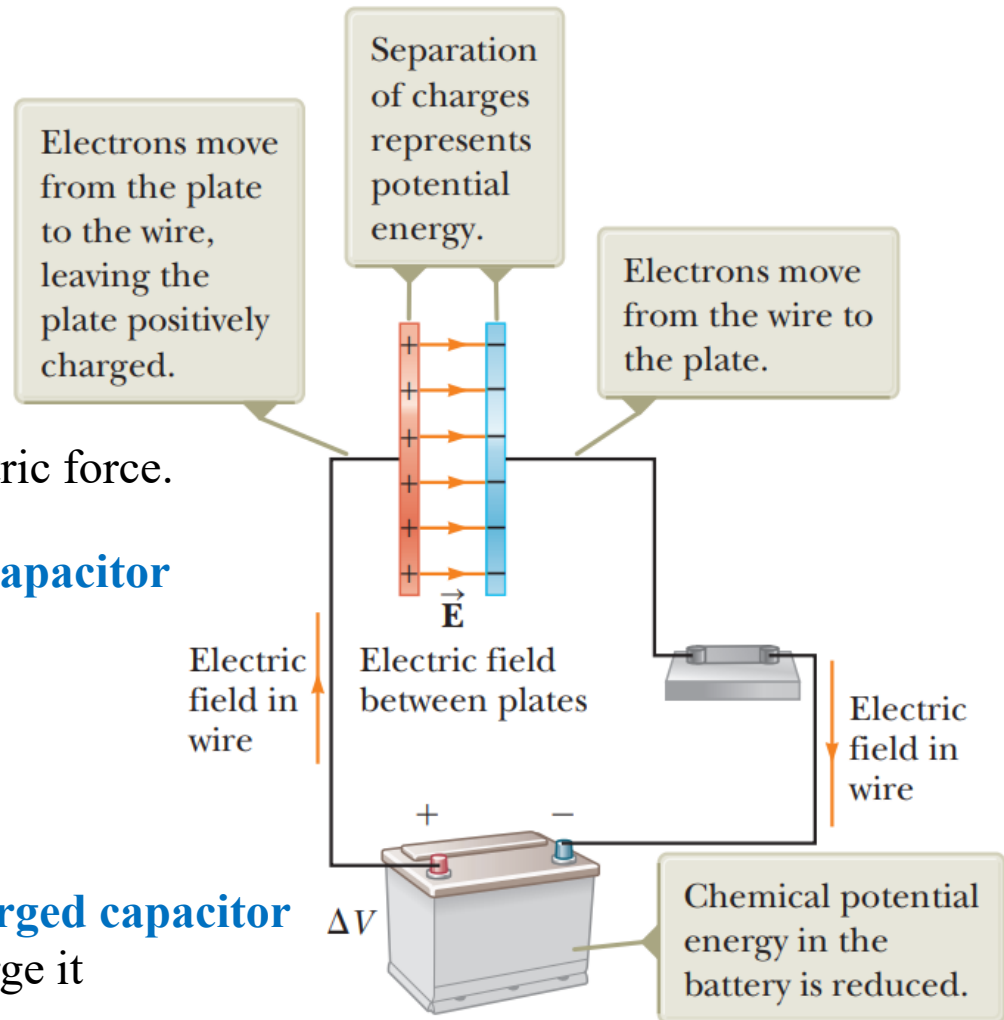 Separation
of charges
represents
potential
energy.
Electrons move
from the plate
to the wire,
leaving the
plate positively
charged.
Electrons move
from the wire to
the plate.
+ −
+ −
+ −
+ −
+ −
+ −
ric force.
apacitor
E
Electric
field in
wire
Electric field
between plates
Electric
field in
wire
+ −
rged capacitor
ΔV
rge it
Chemical potential
energy in the
battery is reduced.